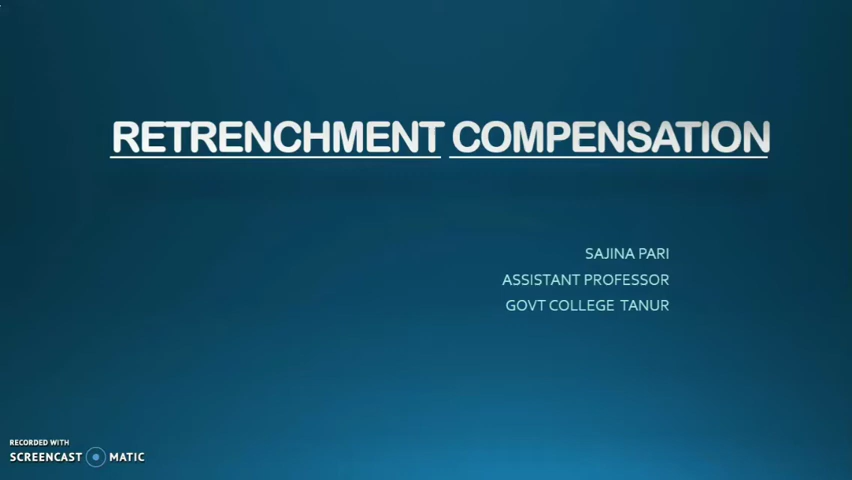 RETRENCHMENT COMPENSATION
SAJINA PARI
ASSISTANT PROFESSOR
GOVT COLLEGE TANUR
RECORDED WITH
SCREENCAST MATIC